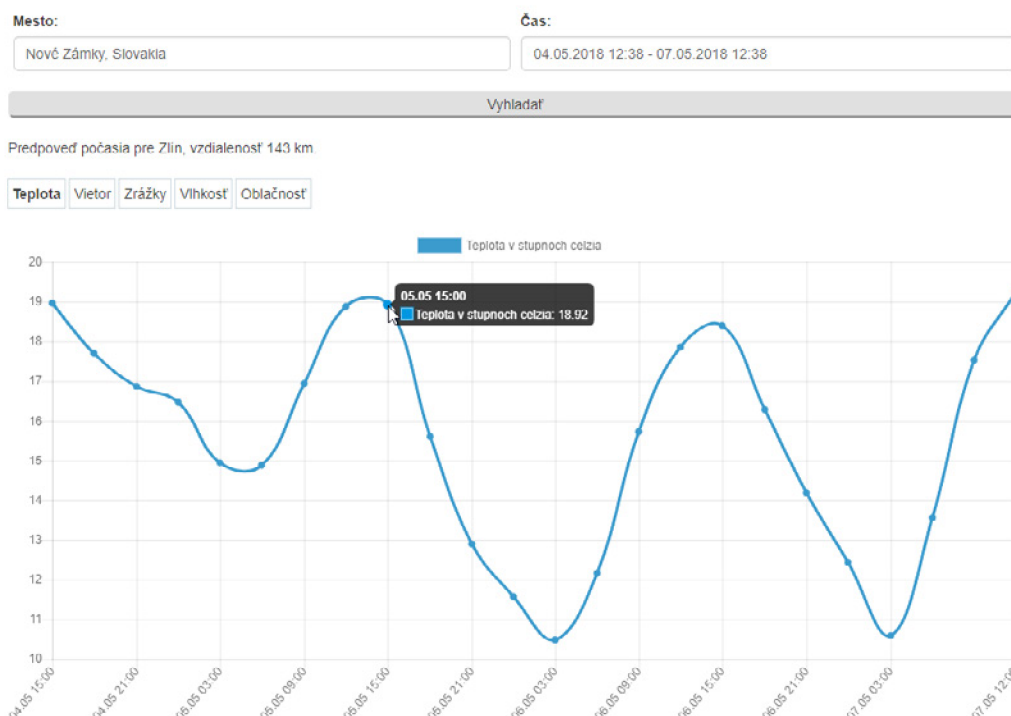 Mesto:
Čas:
Nové Zámky, Slovakia
04.05.2018 12:38 - 07.05.2018 12:38
Vyhladať
Predpoveď počasia pre Zlin, vzdialenosť 143 km.
Teplota Vietor Zrážky Vlhkosť Oblačnosť
Teplota v stupnoch celzia
20
19
18
17
16
15
14
13
12
11
10
05.05 15:00
Teplota v stupnoch celzia: 18.92
04.05 15:00
04.05 21:00
05.05 03:00
05.05 09:00
05.05 15:00
05.05 21:00
06.05 03:00
06.05 09:00
06.05 15:00
06.05 21:00
07.05 03:00
07.05 12:00